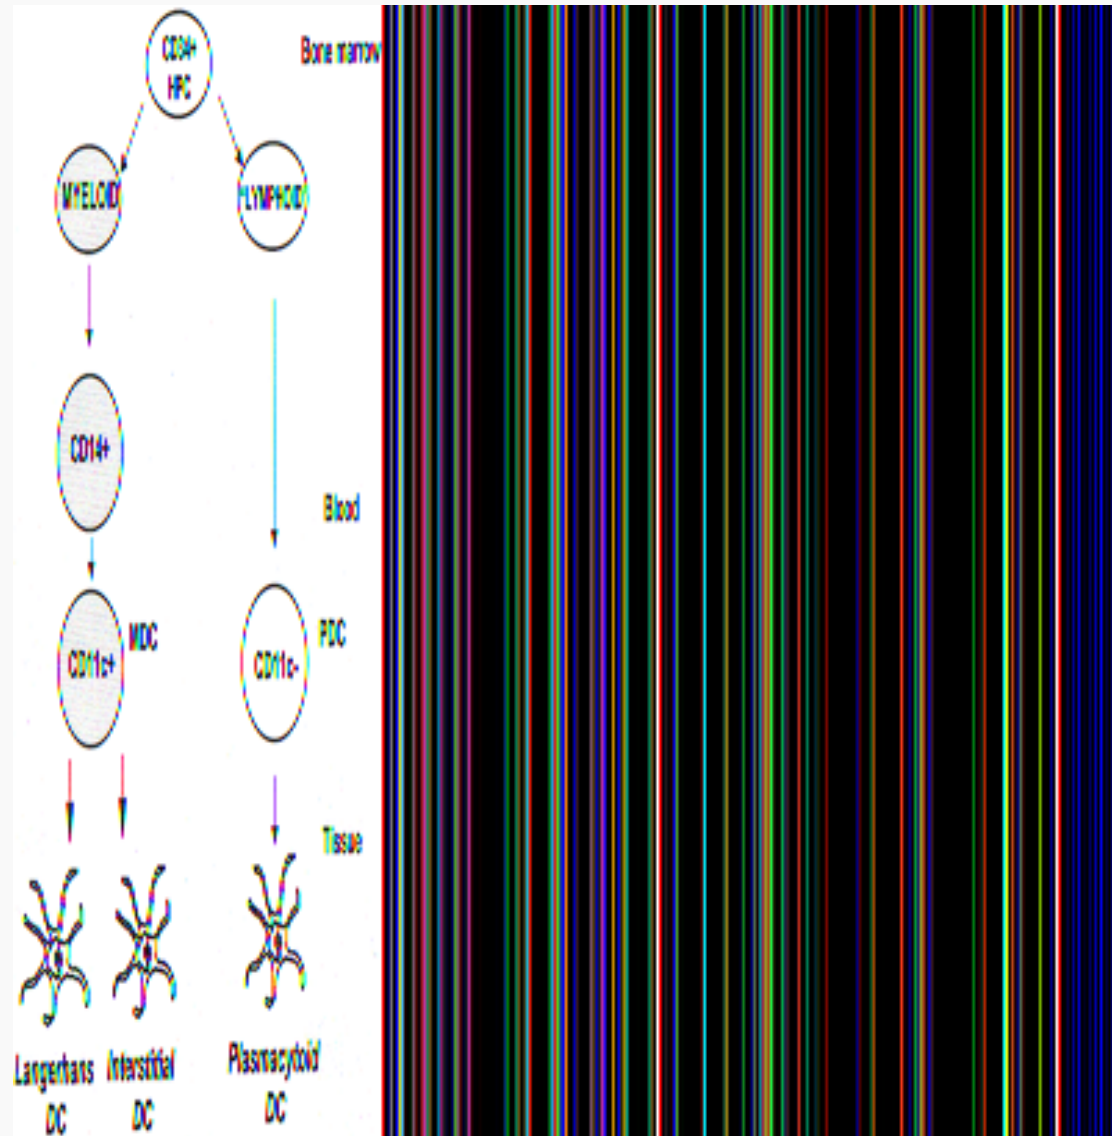 CD34+
HPC
Bone marrow
MYELOID
"LYMPHOID"
CD14+
Blood
MDC
PDC
CD11c+
CD11c-
Tissue
Langerhans
DC
Interstitial
DC
Plasmacytoid
DC